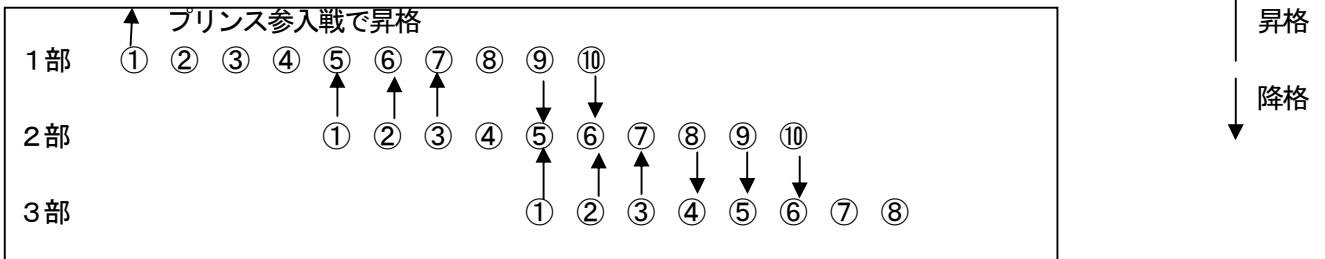 プリンス参入戦で昇格
1部 ① ② ③ ④ ⑤ ⑥ ⑦ ⑧ ⑨ ⑩
2部 ① ② ③ ④ ⑤ ⑥ ⑦ ⑧ ⑨ ⑩
3部 ① ② ③ ④ ⑤ ⑥ ⑦ ⑧
昇格
降格